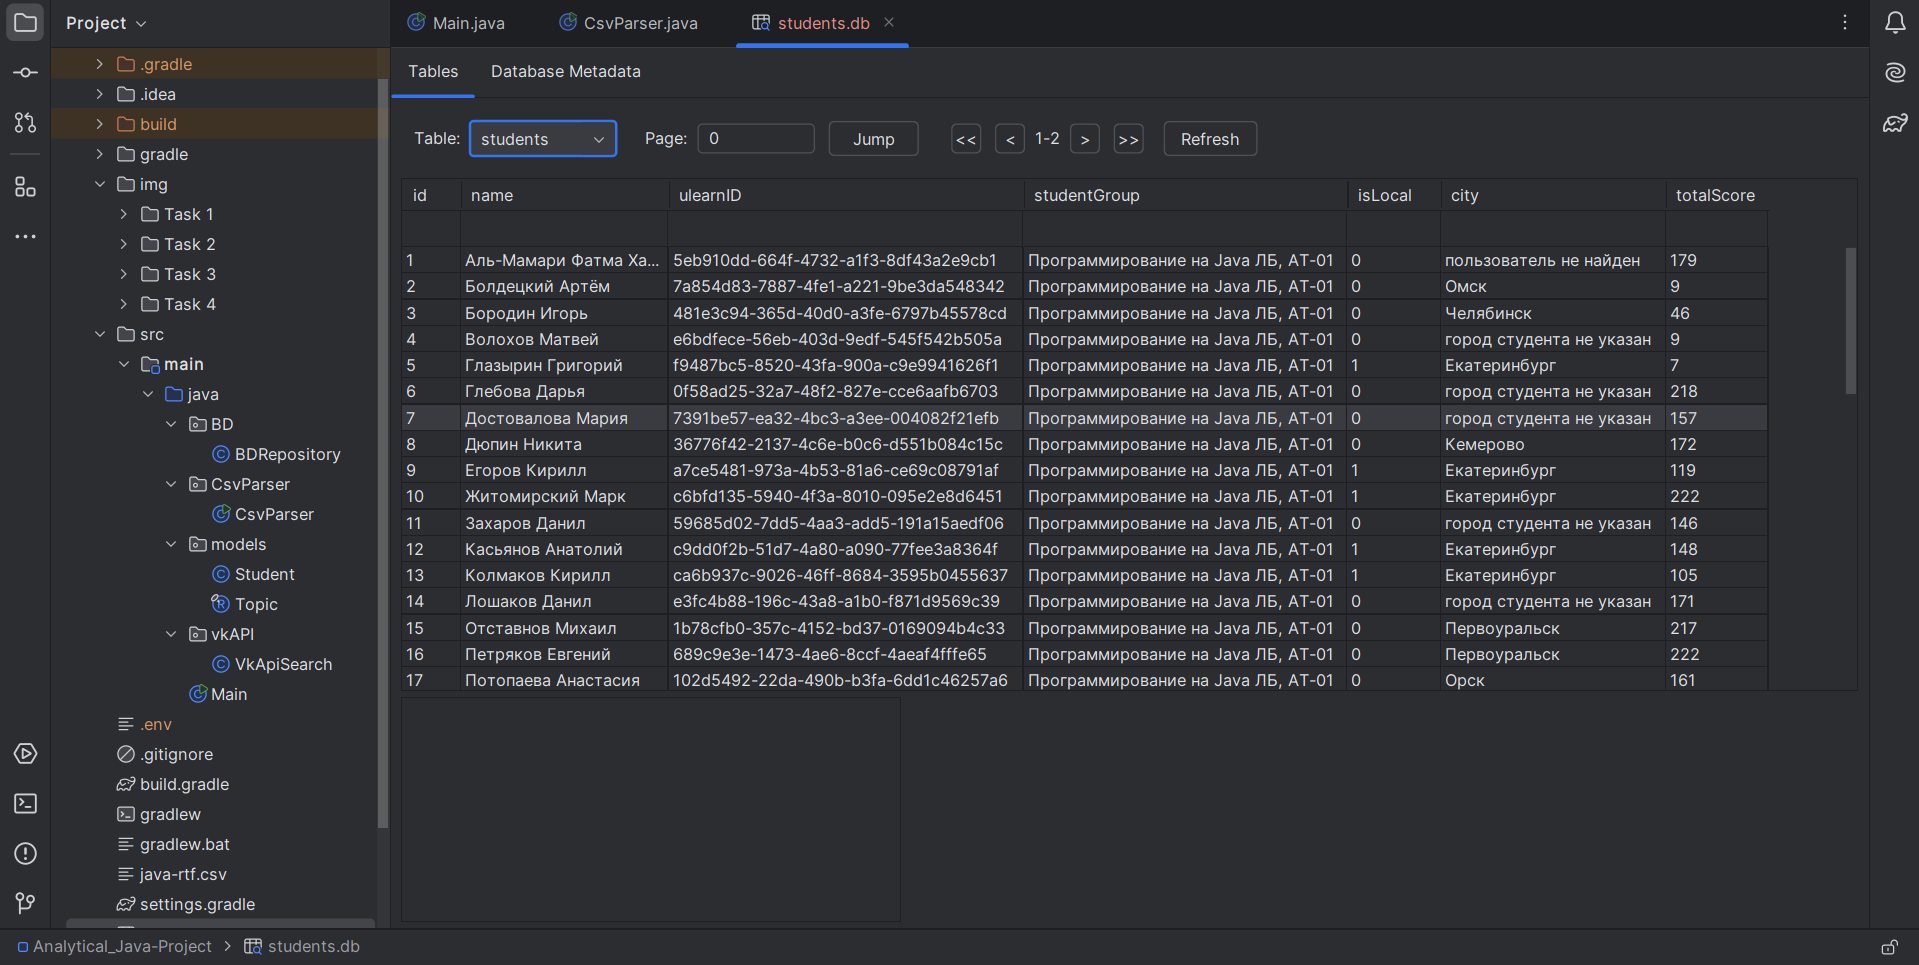 Project
Main.java
CsvParser.java
students.db
.gradle
.idea
build
gradle
img
Task 1
Task 2
Task 3
Task 4
src
main
java
BD
BDRepository
CsvParser
CsvParser
models
Student
Topic
vkAPI
VkApiSearch
Main
.env
.gitignore
build.gradle
gradlew
gradlew.bat
java-rtf.csv
settings.gradle
Tables Database Metadata
Table: students Page: 0 Jump << < 1-2 > >> Refresh
id name ulearnID studentGroup isLocal city totalScore
1 Аль-Мамари Фатма Ха... 5eb910dd-664f-4732-a1f3-8df43a2e9cb1 Программирование на Java ЛБ, АТ-01 0 пользователь не найден 179
2 Болдецкий Артём 7a854d83-7887-4fe1-a221-9be3da548342 Программирование на Java ЛБ, АТ-01 0 Омск 9
3 Бородин Игорь 481e3c94-365d-40d0-a3fe-6797b45578cd Программирование на Java ЛБ, АТ-01 0 Челябинск 46
4 Волохов Матвей e6bdfece-56eb-403d-9edf-545f542b505a Программирование на Java ЛБ, АТ-01 0 город студента не указан 9
5 Глазырин Григорий f9487bc5-8520-43fa-900a-c9e9941626f1 Программирование на Java ЛБ, АТ-01 1 Екатеринбург 7
6 Глебова Дарья 0f58ad25-32a7-48f2-827e-cce6aafb6703 Программирование на Java ЛБ, АТ-01 0 город студента не указан 218
7 Достовалова Мария 7391be57-ea32-4bc3-a3ee-004082f21efb Программирование на Java ЛБ, АТ-01 0 город студента не указан 157
8 Дюпин Никита 36776f42-2137-4c6e-b0c6-d551b084c15c Программирование на Java ЛБ, АТ-01 0 Кемерово 172
9 Егоров Кирилл a7ce5481-973a-4b53-81a6-ce69c08791af Программирование на Java ЛБ, АТ-01 1 Екатеринбург 119
10 Житомирский Марк c6bfd135-5940-4f3a-8010-095e2e8d6451 Программирование на Java ЛБ, АТ-01 1 Екатеринбург 222
11 Захаров Данил 59685d02-7dd5-4aa3-add5-191a15aedf06 Программирование на Java ЛБ, АТ-01 0 город студента не указан 146
12 Касьянов Анатолий c9dd0f2b-51d7-4a80-a090-77fee3a8364f Программирование на Java ЛБ, АТ-01 1 Екатеринбург 148
13 Колмаков Кирилл ca6b937c-9026-46ff-8684-3595b0455637 Программирование на Java ЛБ, АТ-01 1 Екатеринбург 105
14 Лошаков Данил e3fc4b88-196c-43a8-a1b0-f871d9569c39 Программирование на Java ЛБ, АТ-01 0 город студента не указан 171
15 Отставнов Михаил 1b78cfb0-357c-4152-bd37-0169094b4c33 Программирование на Java ЛБ, АТ-01 0 Первоуральск 217
16 Петряков Евгений 689c9e3e-1473-4ae6-8ccf-4aeaf4fffe65 Программирование на Java ЛБ, АТ-01 0 Первоуральск 222
17 Потопаева Анастасия 102d5492-22da-490b-b3fa-6dd1c46257a6 Программирование на Java ЛБ, АТ-01 0 Орск 161
Analytical_Java-Project > students.db